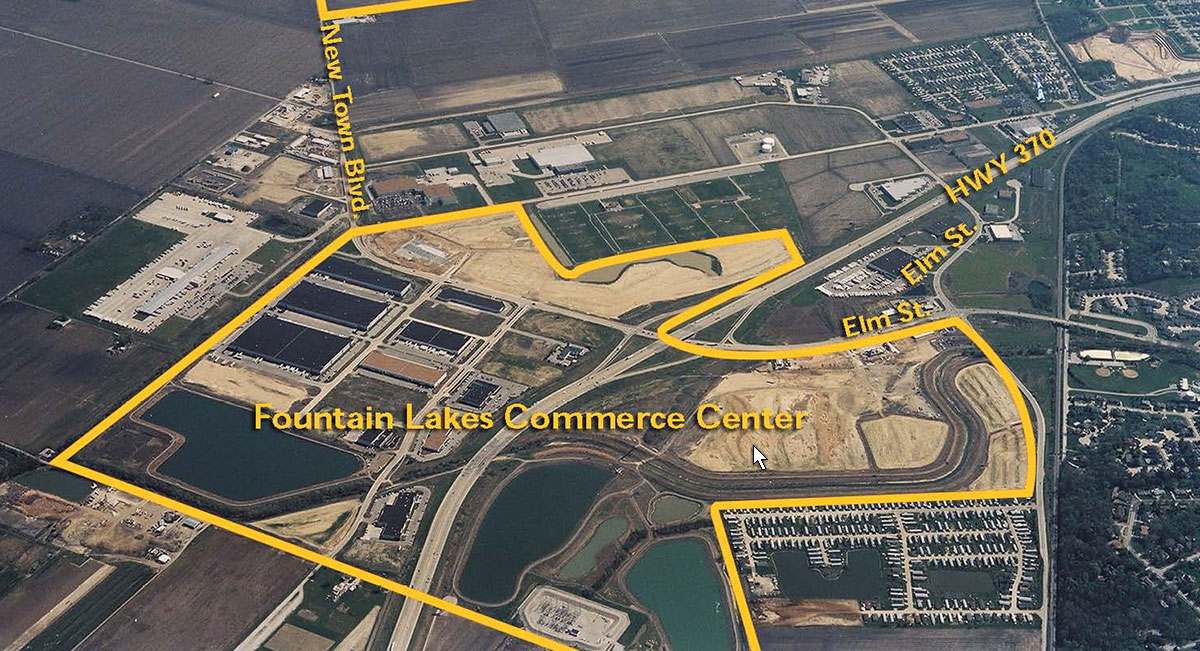 New Town Blvd.
HWY 370
Elm St.
Elm St.
Fountain Lakes Commerce Center